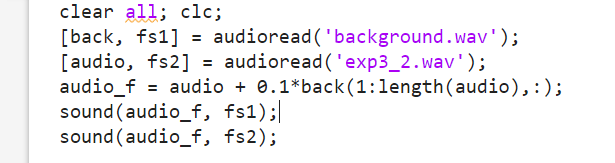 clear all; clc;
[back, fs1] = audioread('background.wav');
[audio, fs2] = audioread('exp3_2.wav');
audio_f = audio + 0.1*back(1:length(audio),:);
sound(audio_f, fs1);
sound(audio_f, fs2);